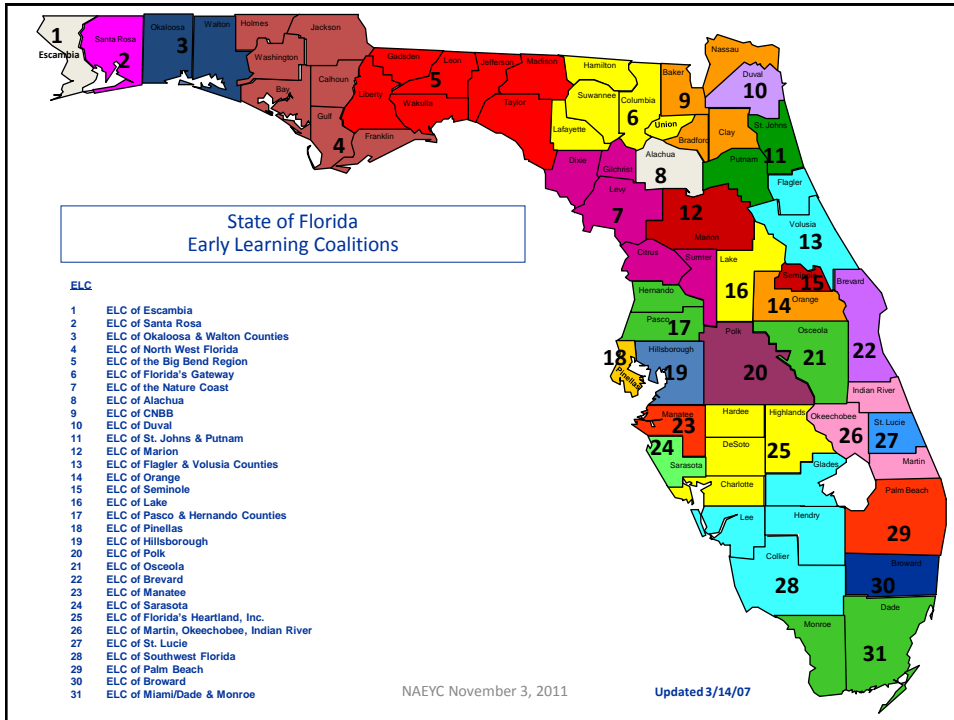 1
Escambia
Santa Rosa
2
Okaloosa
3
Walton
Holmes
Jackson
Washington
Bay
Calhoun
Gulf
4
Franklin
Gadsden
Liberty
Leon
5
Wakulla
Jefferson
Madison
Taylor
Hamilton
Suwannee
Lafayette
Columbia
6
Union
Baker
9
Bradford
Nassau
Duval
10
Clay
St. Johns
11
Putnam
Alachua
8
Dixie
Gilchrist
Levy
7
12
Marion
Flagler
Volusia
13
Citrus
Sumter
Lake
16
Seminole
15
Orange
14
Brevard
22
Hernando
Pasco
17
18
Pinellas
Hillsborough
19
Polk
20
Osceola
21
Indian River
Manatee
23
24
Sarasota
Hardee
DeSoto
Highlands
25
Charlotte
Okeechobee
26
St. Lucie
27
Martin
Glades
Lee
Hendry
Palm Beach
29
Collier
28
Broward
30
Monroe
Dade
31
State of Florida
Early Learning Coalitions
ELC
1 ELC of Escambia
2 ELC of Santa Rosa
3 ELC of Okaloosa & Walton Counties
4 ELC of North West Florida
5 ELC of the Big Bend Region
6 ELC of Florida's Gateway
7 ELC of the Nature Coast
8 ELC of Alachua
9 ELC of CNBB
10 ELC of Duval
11 ELC of St. Johns & Putnam
12 ELC of Marion
13 ELC of Flagler & Volusia Counties
14 ELC of Orange
15 ELC of Seminole
16 ELC of Lake
17 ELC of Pasco & Hernando Counties
18 ELC of Pinellas
19 ELC of Hillsborough
20 ELC of Polk
21 ELC of Osceola
22 ELC of Brevard
23 ELC of Manatee
24 ELC of Sarasota
25 ELC of Florida's Heartland, Inc.
26 ELC of Martin, Okeechobee, Indian River
27 ELC of St. Lucie
28 ELC of Southwest Florida
29 ELC of Palm Beach
30 ELC of Broward
31 ELC of Miami/Dade & Monroe
NAEYC November 3, 2011
Updated 3/14/07